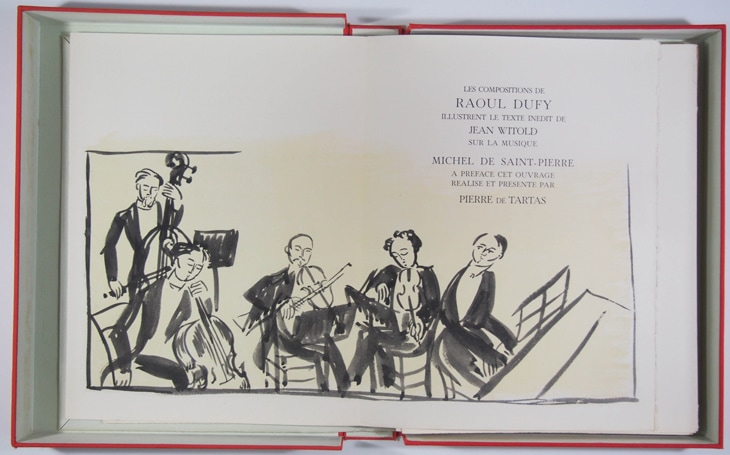 LES COMPOSITIONS DE
RAOUL DUFY
ILLUSTRENT LE TEXTE INEDIT DE
JEAN WITOLD
SUR LA MUSIQUE
MICHEL DE SAINT-PIERRE
A PREFACE CET OUVRAGE
REALISE ET PRESENTE PAR
PIERRE DE TARTAS